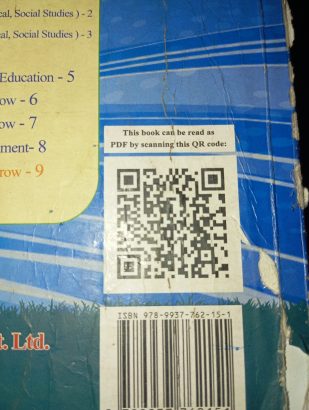 cal, Social Studies ) - 2
cal, Social Studies ) - 3
Education - 5
ow - 6
ow - 7
ment- 8
row - 9
This book can be read as
PDF by scanning this QR code:
t. Ltd.
ISBN 978-9937-762-15-1